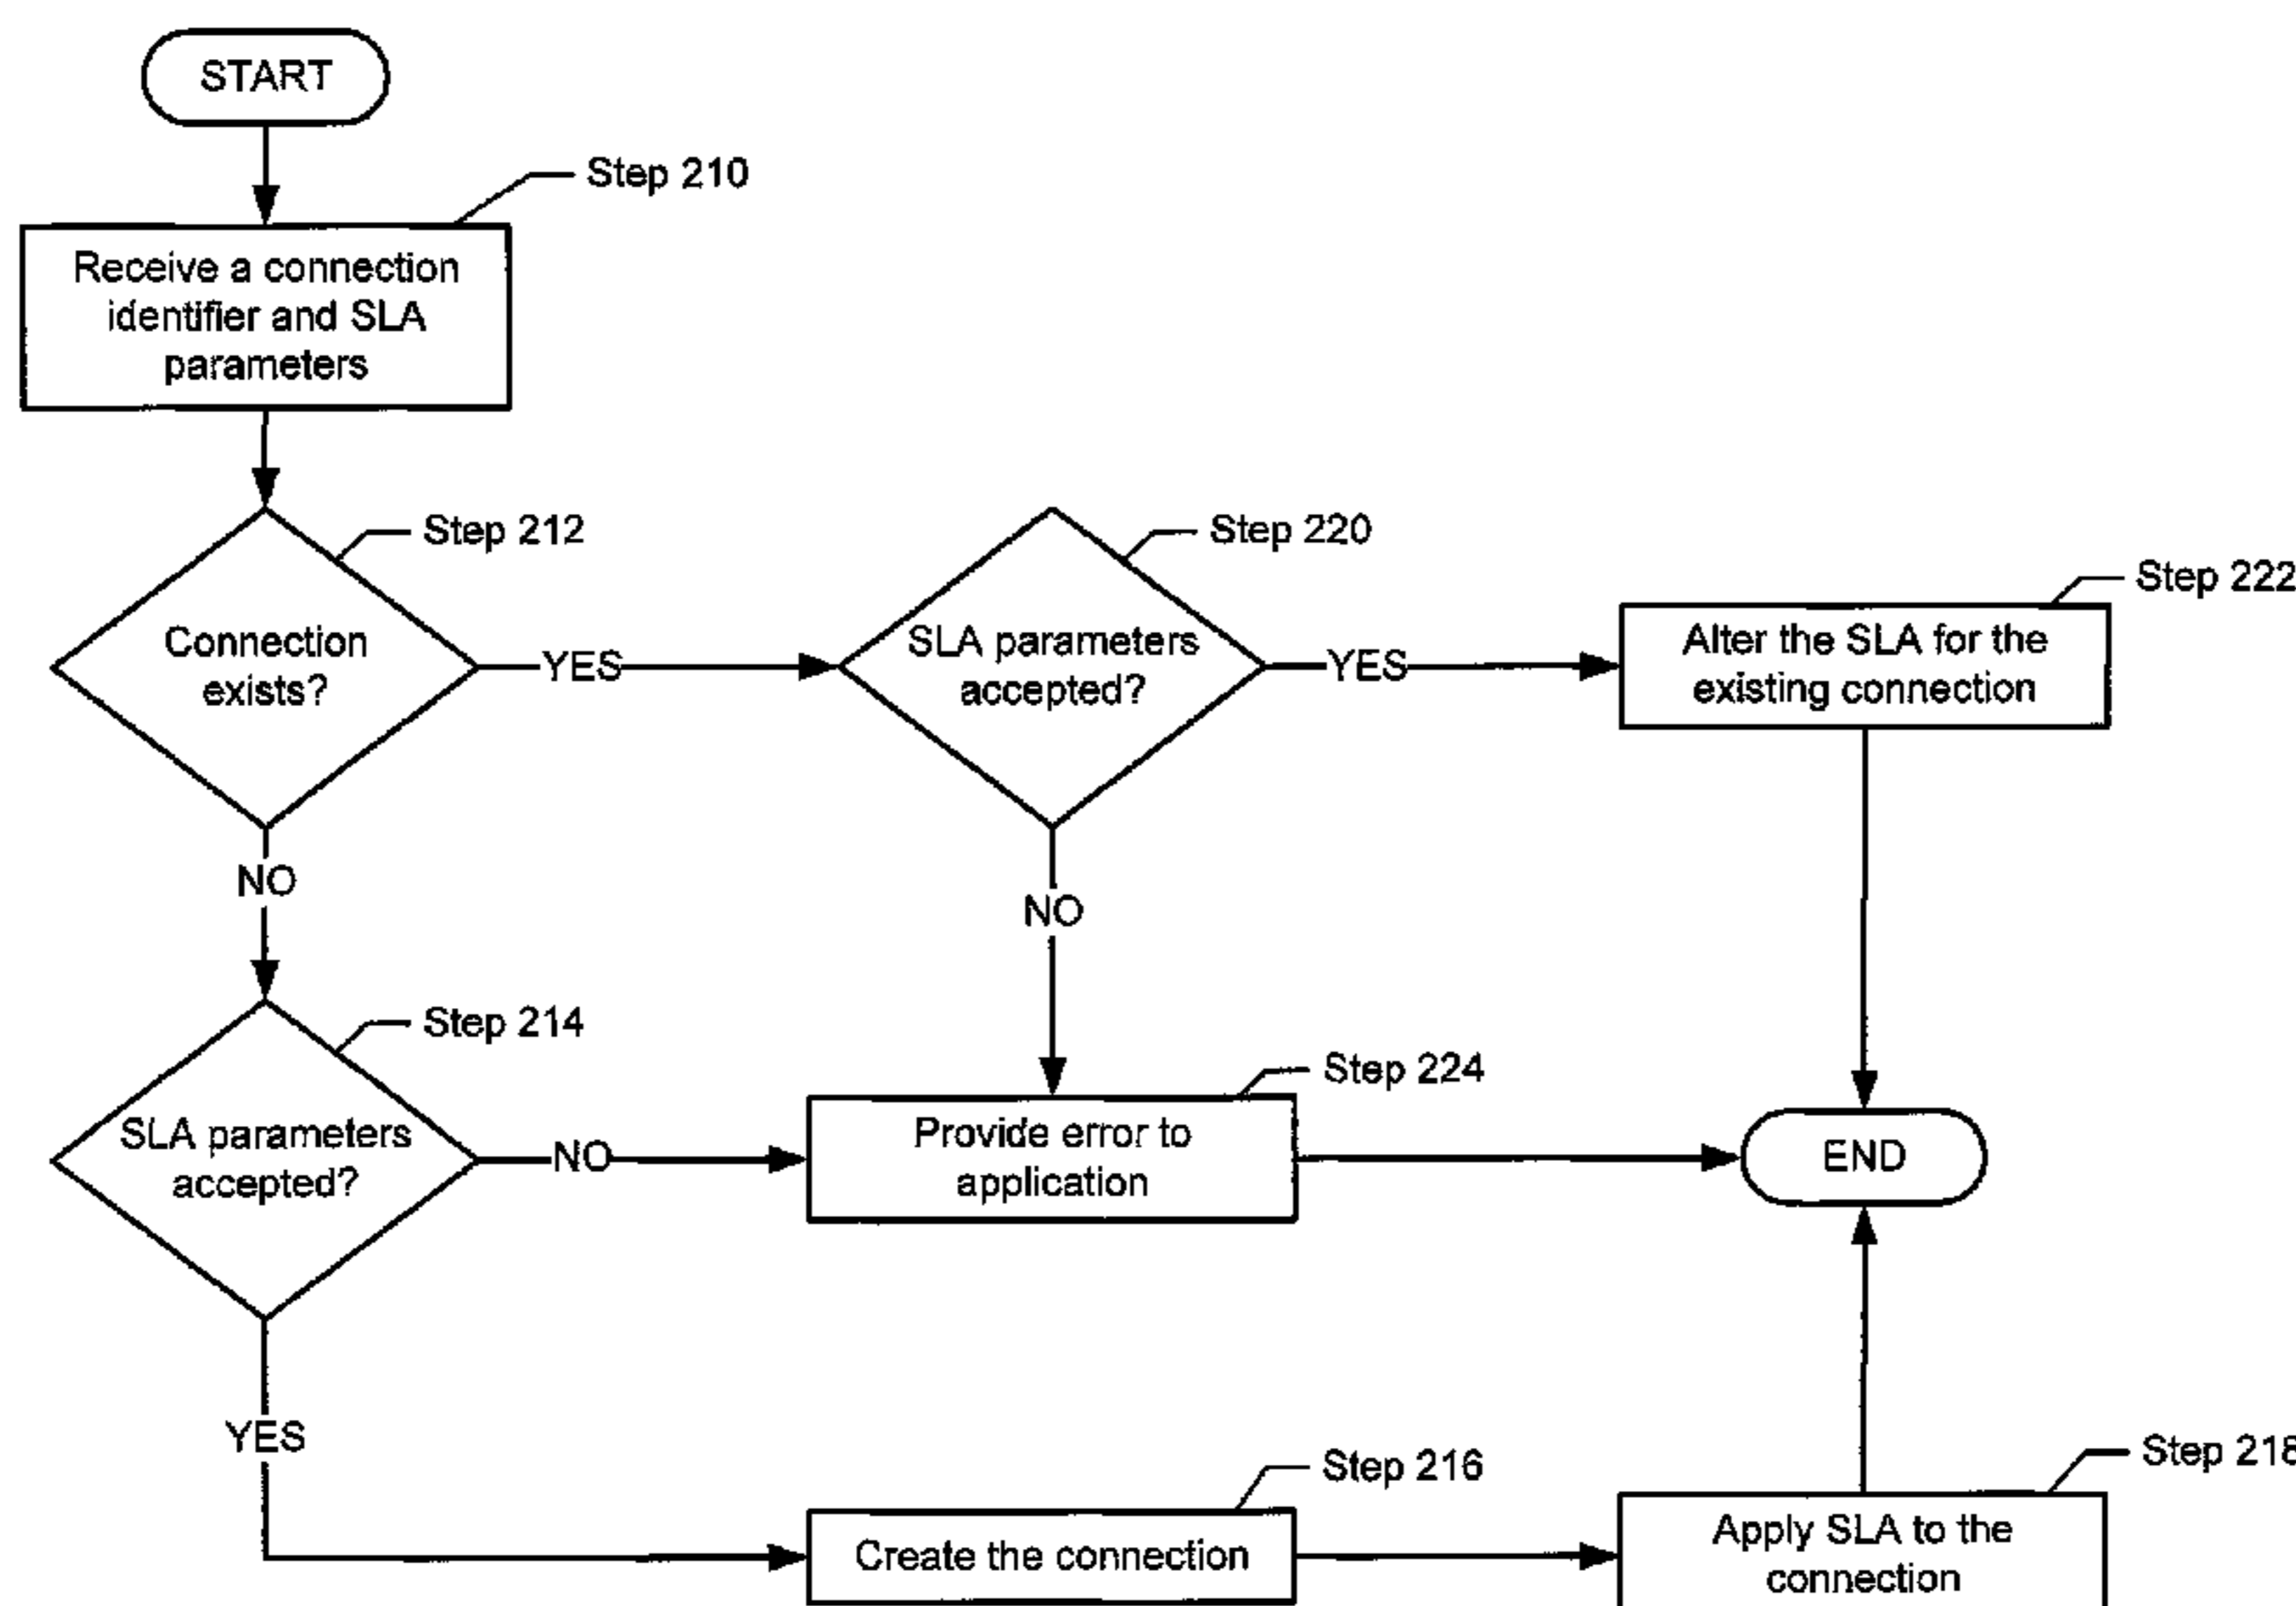 START
Step 210
Receive a connection
identifier and SLA
parameters
Step 212
Connection
exists?
YES
NO
Step 220
SLA parameters
accepted?
YES
NO
Step 222
Alter the SLA for the
existing connection
Step 214
SLA parameters
accepted?
NO
YES
Step 224
Provide error to
application
END
Step 216
Create the connection
Step 218
Apply SLA to the
connection